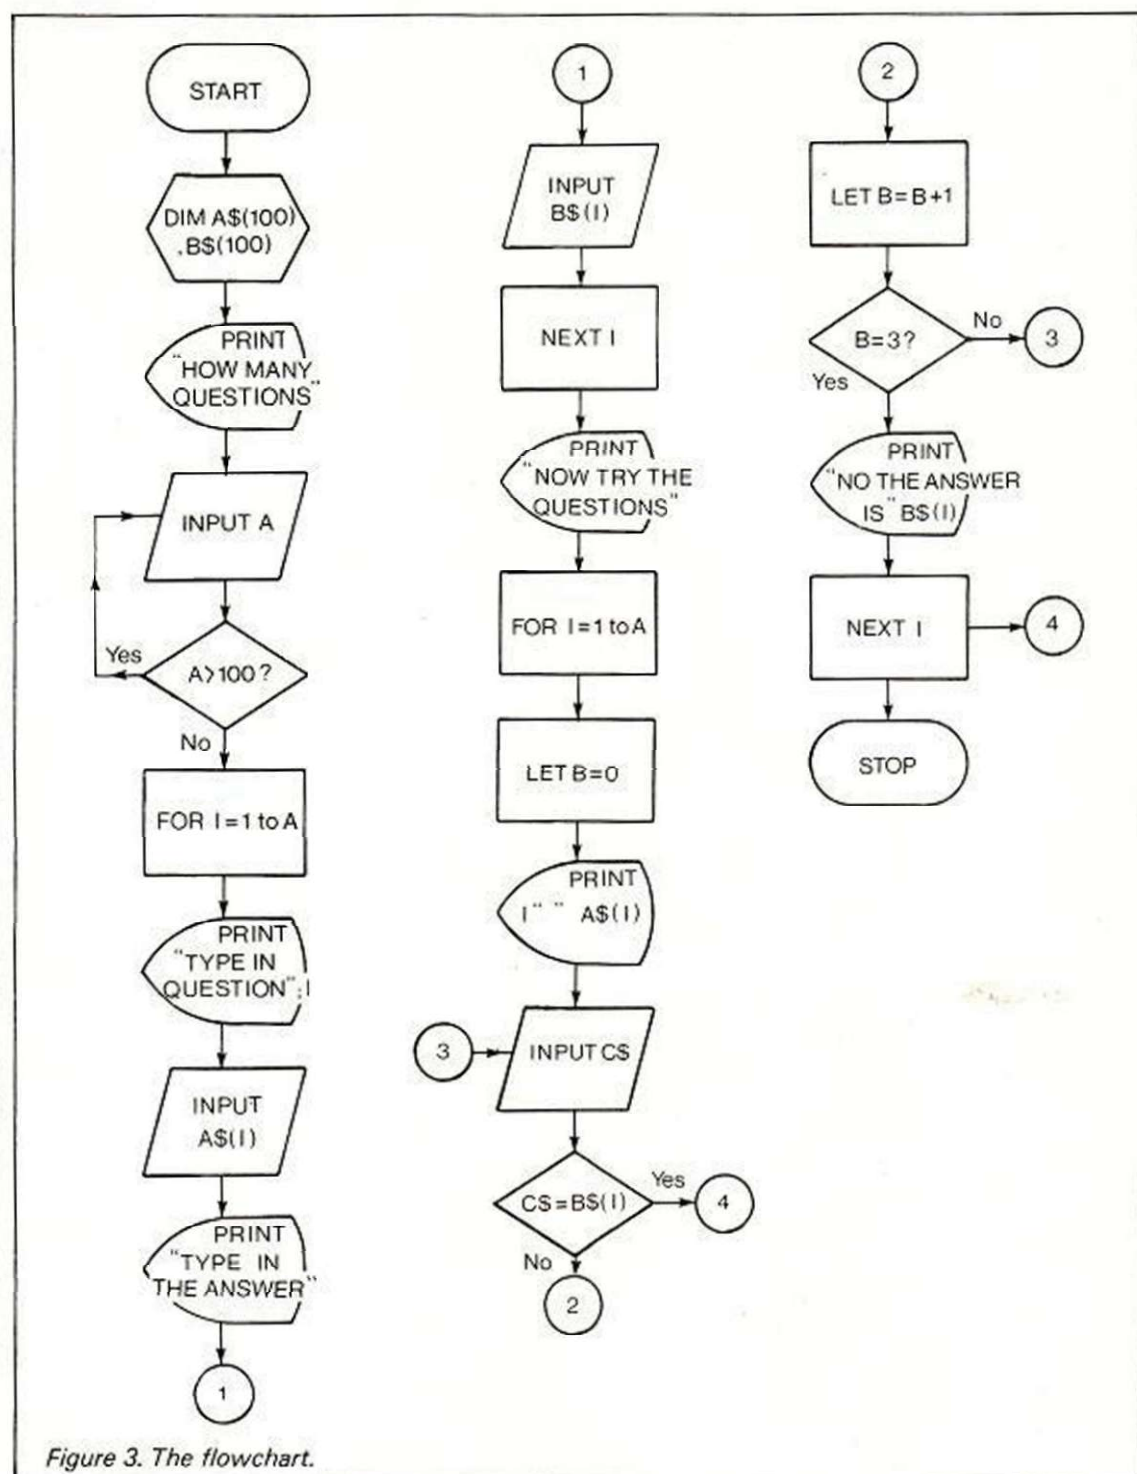 START
DIM A$(100)
,B$(100)
PRINT
"HOW MANY
QUESTIONS"
INPUT A
A>100?
Yes
No
FOR I=1 to A
PRINT
"TYPE IN
QUESTION";I
INPUT
A$(I)
PRINT
"TYPE IN
THE ANSWER"
1
1
INPUT
B$(I)
NEXT I
PRINT
"NOW TRY THE
QUESTIONS"
FOR I=1 to A
LET B=0
PRINT
I" " A$(I)
3
INPUT C$
C$=B$(I)
Yes
4
No
2
2
LET B=B+1
B=3?
No
3
Yes
PRINT
"NO THE ANSWER
IS" B$(I)
NEXT I
4
STOP
Figure 3. The flowchart.